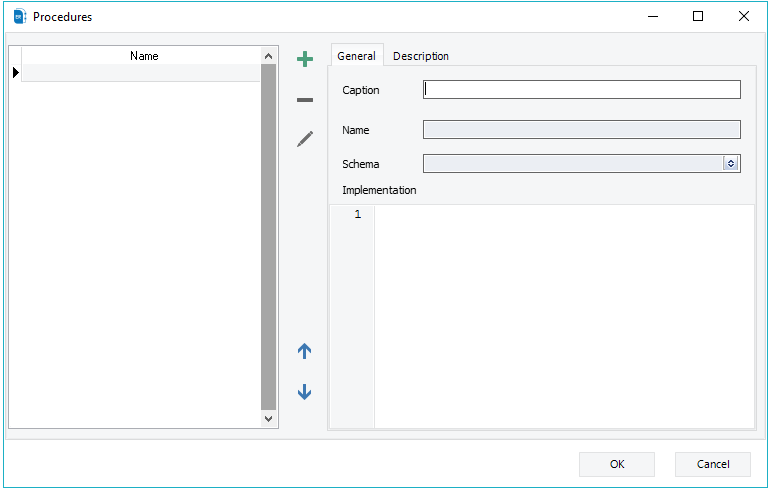 Procedures
Name
General Description
Caption
Name
Schema
Implementation
1
OK Cancel